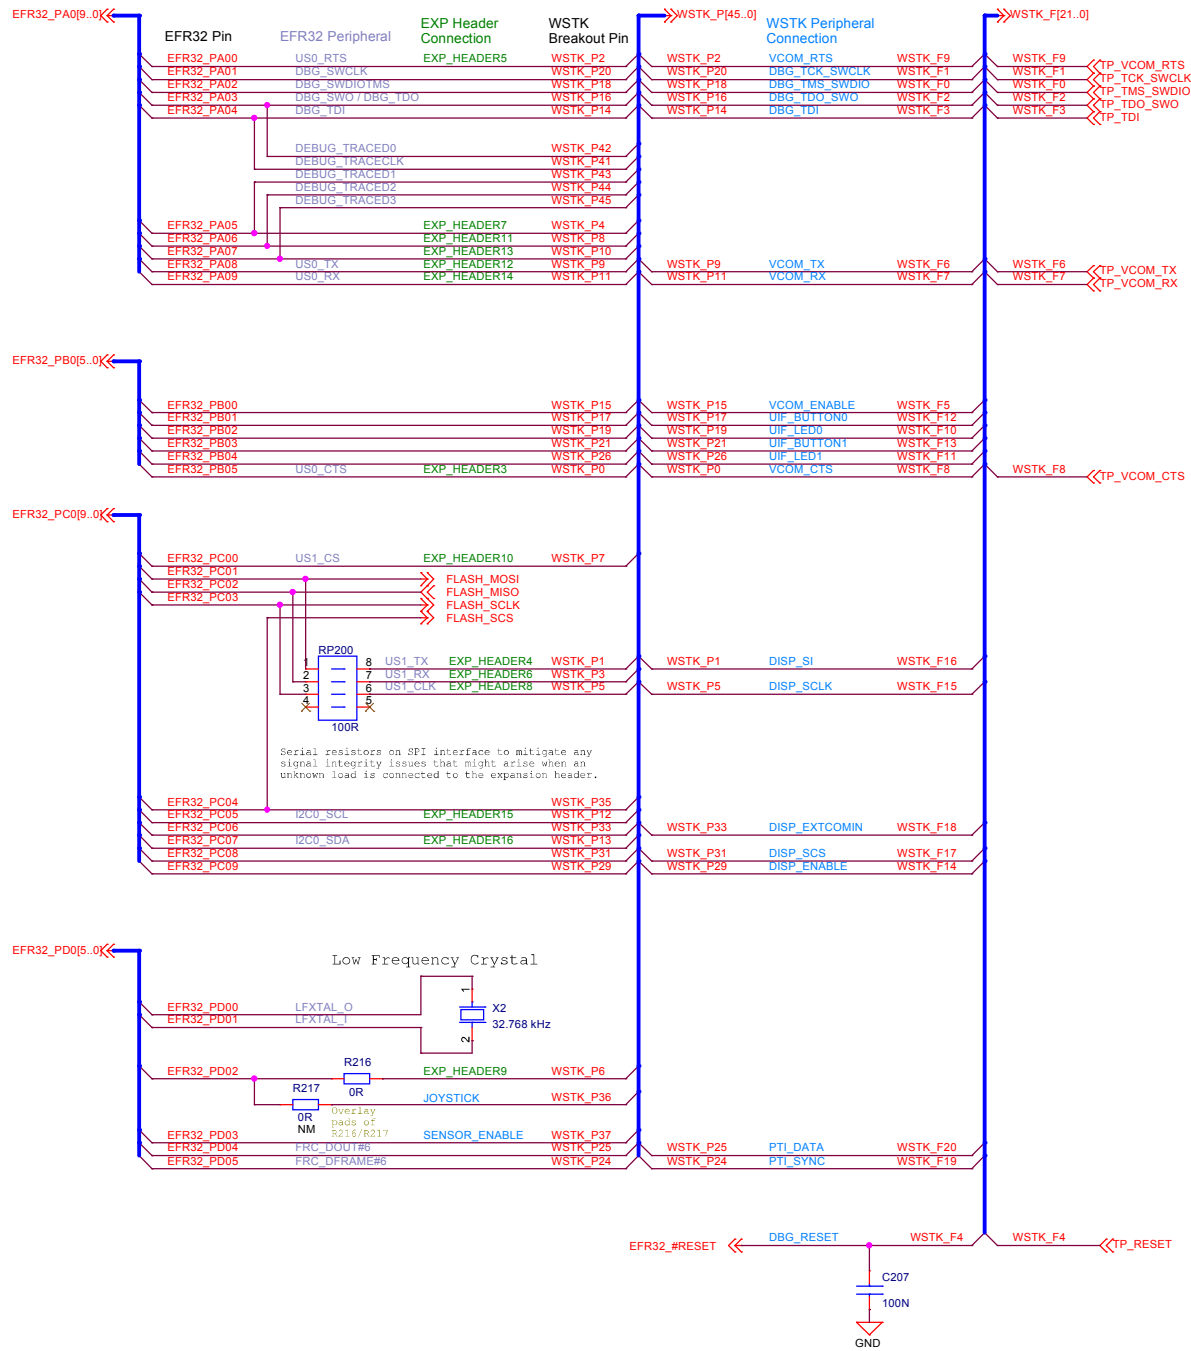 EFR32_PA0[9..0] WSTK_P[45..0] WSTK_F[21..0]
EFR32 Pin EFR32 Peripheral EXP Header Connection WSTK Breakout Pin WSTK Peripheral Connection
EFR32_PA00 US0_RTS EXP_HEADER5 WSTK_P2 WSTK_P2 VCOM_RTS WSTK_F9 WSTK_F9 TP_VCOM_RTS
EFR32_PA01 DBG_SWCLK WSTK_P20 WSTK_P20 DBG_TCK_SWCLK WSTK_F1 WSTK_F1 TP_TCK_SWCLK
EFR32_PA02 DBG_SWDIOTMS WSTK_P18 WSTK_P18 DBG_TMS_SWDIO WSTK_F0 WSTK_F0 TP_TMS_SWDIO
EFR32_PA03 DBG_SWO / DBG_TDO WSTK_P16 WSTK_P16 DBG_TDO_SWO WSTK_F2 WSTK_F2 TP_TDO_SWO
EFR32_PA04 DBG_TDI WSTK_P14 WSTK_P14 DBG_TDI WSTK_F3 WSTK_F3 TP_TDI
DEBUG_TRACED0 WSTK_P42
DEBUG_TRACECLK WSTK_P41
DEBUG_TRACED1 WSTK_P43
DEBUG_TRACED2 WSTK_P44
DEBUG_TRACED3 WSTK_P45
EFR32_PA05 EXP_HEADER7 WSTK_P4
EFR32_PA06 EXP_HEADER11 WSTK_P8
EFR32_PA07 EXP_HEADER13 WSTK_P10
EFR32_PA08 US0_TX EXP_HEADER12 WSTK_P9 WSTK_P9 VCOM_TX WSTK_F6 WSTK_F6 TP_VCOM_TX
EFR32_PA09 US0_RX EXP_HEADER14 WSTK_P11 WSTK_P11 VCOM_RX WSTK_F7 WSTK_F7 TP_VCOM_RX
EFR32_PB0[5..0]
EFR32_PB00 WSTK_P15 WSTK_P15 VCOM_ENABLE WSTK_F5
EFR32_PB01 WSTK_P17 WSTK_P17 UIF_BUTTON0 WSTK_F12
EFR32_PB02 WSTK_P19 WSTK_P19 UIF_LED0 WSTK_F10
EFR32_PB03 WSTK_P21 WSTK_P21 UIF_BUTTON1 WSTK_F13
EFR32_PB04 WSTK_P26 WSTK_P26 UIF_LED1 WSTK_F11
EFR32_PB05 US0_CTS EXP_HEADER3 WSTK_P0 WSTK_P0 VCOM_CTS WSTK_F8 WSTK_F8 TP_VCOM_CTS
EFR32_PC0[9..0]
EFR32_PC00 US1_CS EXP_HEADER10 WSTK_P7
EFR32_PC01 FLASH_MOSI
EFR32_PC02 FLASH_MISO
EFR32_PC03 FLASH_SCLK
FLASH_SCS
RP200
1 8 US1_TX EXP_HEADER4 WSTK_P1 WSTK_P1 DISP_SI WSTK_F16
2 7 US1_RX EXP_HEADER6 WSTK_P3
3 6 US1_CLK EXP_HEADER8 WSTK_P5 WSTK_P5 DISP_SCLK WSTK_F15
4 5
100R
Serial resistors on SPI interface to mitigate any
signal integrity issues that might arise when an
unknown load is connected to the expansion header.
EFR32_PC04 WSTK_P35
EFR32_PC05 I2C0_SCL EXP_HEADER15 WSTK_P12
EFR32_PC06 WSTK_P33 WSTK_P33 DISP_EXTCOMIN WSTK_F18
EFR32_PC07 I2C0_SDA EXP_HEADER16 WSTK_P13
EFR32_PC08 WSTK_P31 WSTK_P31 DISP_SCS WSTK_F17
EFR32_PC09 WSTK_P29 WSTK_P29 DISP_ENABLE WSTK_F14
EFR32_PD0[5..0]
Low Frequency Crystal
1
EFR32_PD00 LFXTAL_O X2
EFR32_PD01 LFXTAL_I 32.768 kHz
2
R216
EFR32_PD02 EXP_HEADER9 WSTK_P6
0R
R217
JOYSTICK WSTK_P36
0R
NM
Overlay
pads of
R216/R217
EFR32_PD03 SENSOR_ENABLE WSTK_P37
EFR32_PD04 FRC_DOUT#6 WSTK_P25 WSTK_P25 PTI_DATA WSTK_F20
EFR32_PD05 FRC_DFRAME#6 WSTK_P24 WSTK_P24 PTI_SYNC WSTK_F19
EFR32_#RESET DBG_RESET WSTK_F4 WSTK_F4 TP_RESET
C207
100N
GND